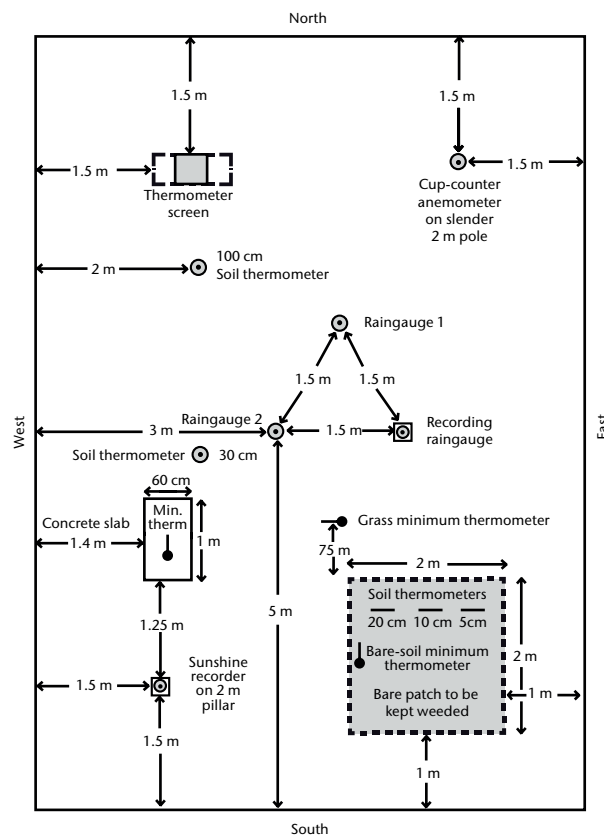 North
1.5 m
1.5 m
1.5 m
1.5 m
Thermometer
screen
Cup-counter
anemometer
on slender
2 m pole
100 cm
Soil thermometer
2 m
Raingauge 1
1.5 m
1.5 m
West
East
Raingauge 2
3 m
1.5 m
Recording
raingauge
Soil thermometer
30 cm
60 cm
Concrete slab
Min.
therm
1.4 m
1 m
Grass minimum thermometer
75 m
2 m
5 m
Soil thermometers
20 cm
10 cm
5cm
1.25 m
Bare-soil minimum
thermometer
2 m
Sunshine
recorder
on 2 m
pillar
1.5 m
Bare patch to be
kept weeded
1 m
1.5 m
1 m
South